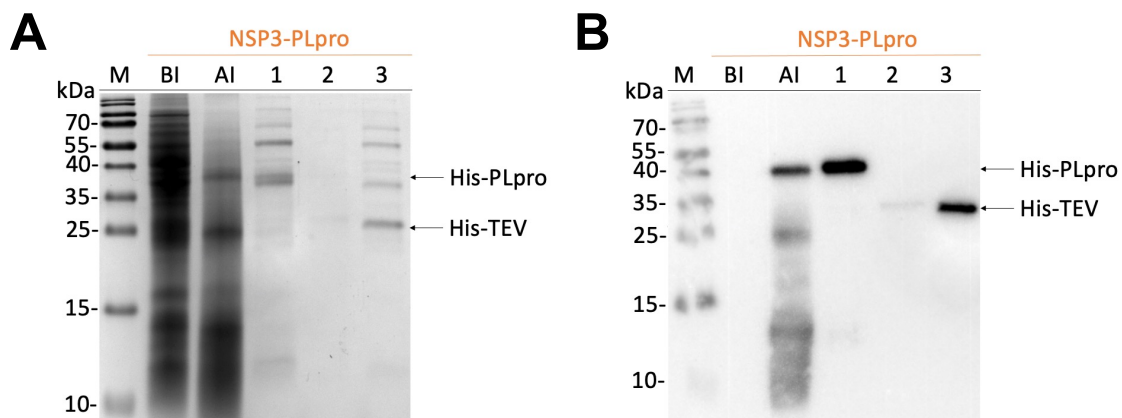 A
NSP3-PLpro
kDa M BI AI 1 2 3
70-
55-
40-
35-
25-
15-
10-
His-PLpro
His-TEV
B
NSP3-PLpro
kDa M BI AI 1 2 3
70-
55-
40-
35-
25-
15-
10-
His-PLpro
His-TEV